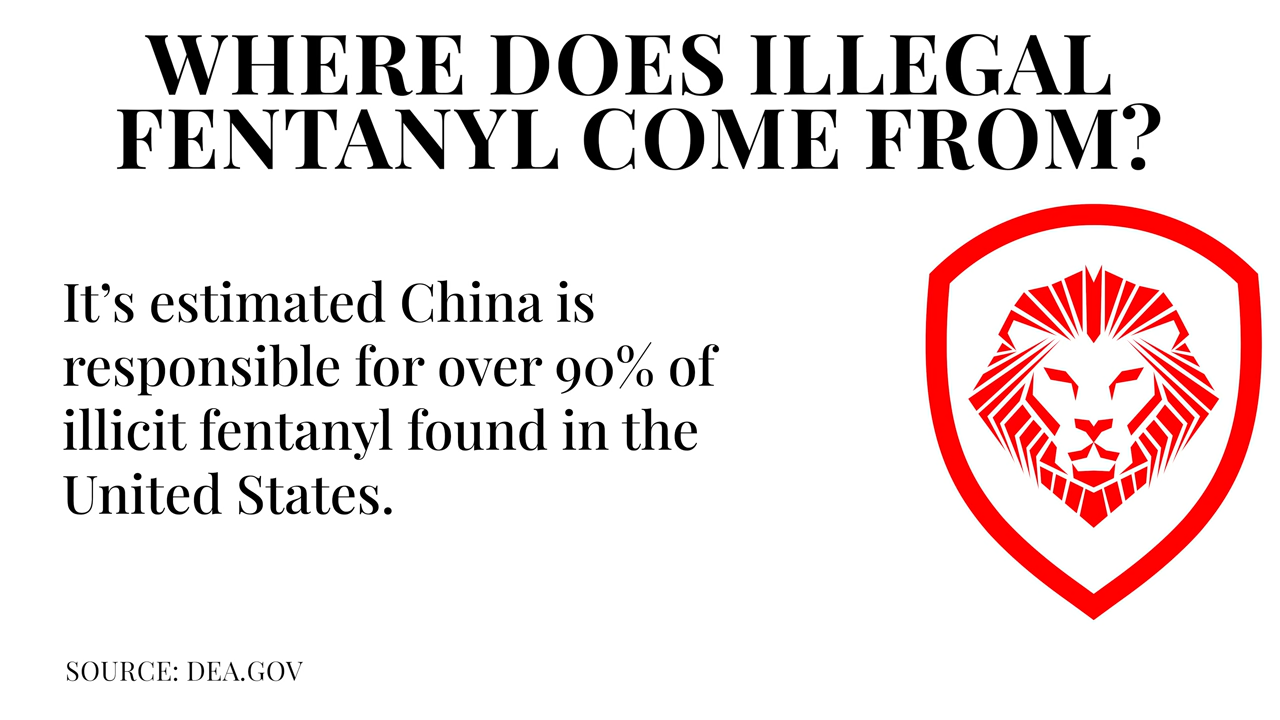 WHERE DOES ILLEGAL
FENTANYL COME FROM?
It’s estimated China is
responsible for over 90% of
illicit fentanyl found in the
United States.
SOURCE: DEA.GOV